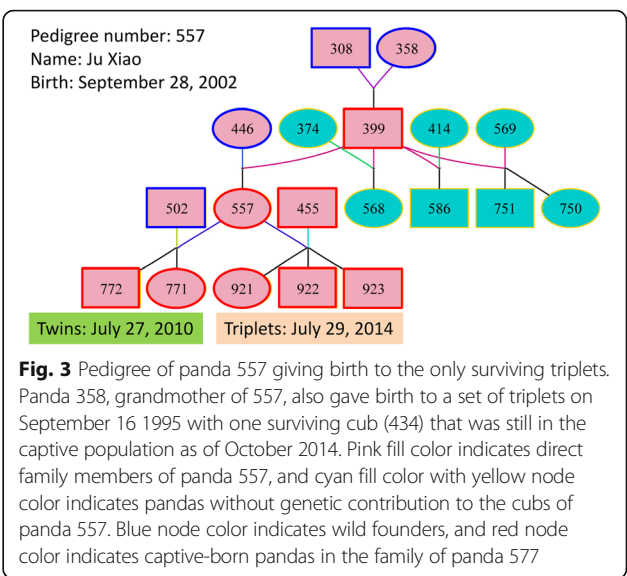 Pedigree number: 557
Name: Ju Xiao
Birth: September 28, 2002
308 358
446 374 399 414 569
502 557 455 568 586 751 750
772 771 921 922 923
Twins: July 27, 2010 Triplets: July 29, 2014
Fig. 3 Pedigree of panda 557 giving birth to the only surviving triplets.
Panda 358, grandmother of 557, also gave birth to a set of triplets on
September 16 1995 with one surviving cub (434) that was still in the
captive population as of October 2014. Pink fill color indicates direct
family members of panda 557, and cyan fill color with yellow node
color indicates pandas without genetic contribution to the cubs of
panda 557. Blue node color indicates wild founders, and red node
color indicates captive-born pandas in the family of panda 577